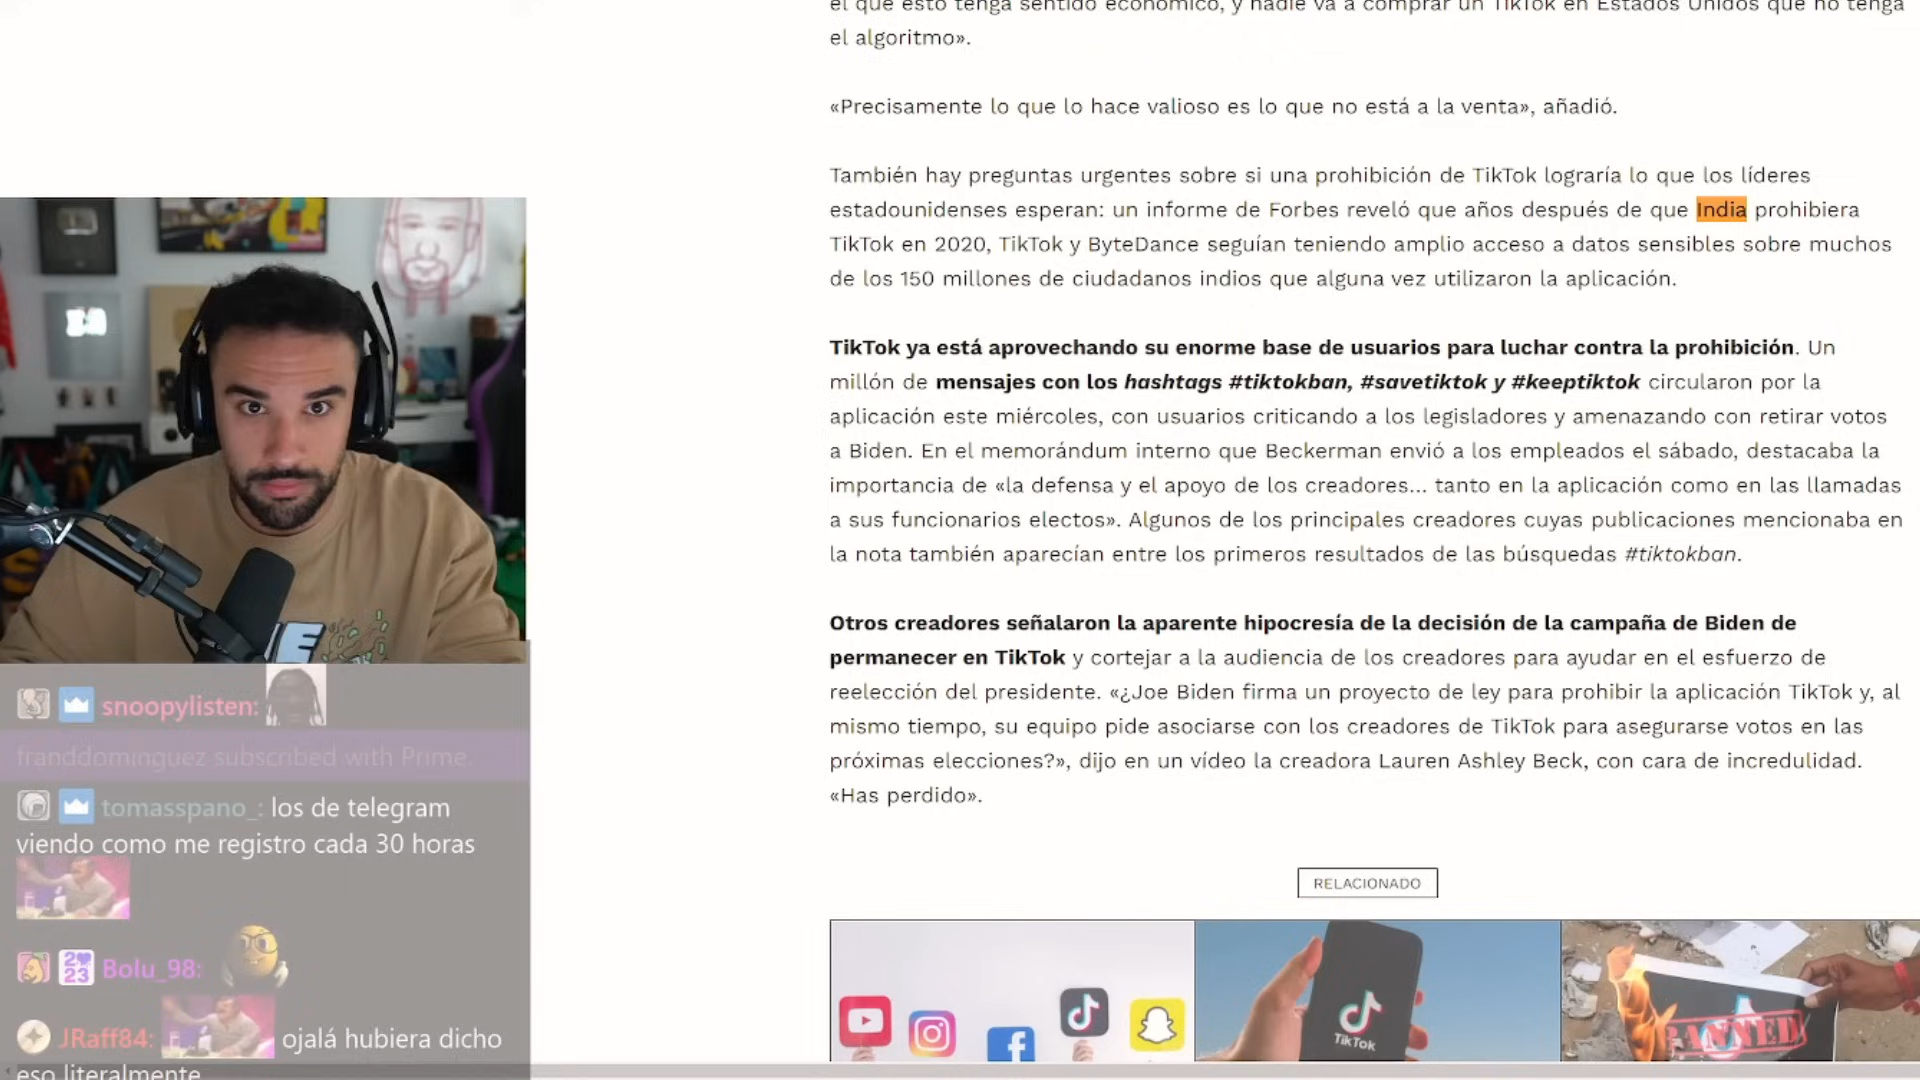 el que esto tenga sentido económico, y nadie va a comprar un TikTok en Estados Unidos que no tenga
el algoritmo».
«Precisamente lo que lo hace valioso es lo que no está a la venta», añadió.
También hay preguntas urgentes sobre si una prohibición de TikTok lograría lo que los líderes
estadounidenses esperan: un informe de Forbes reveló que años después de que India prohibiera
TikTok en 2020, TikTok y ByteDance seguían teniendo amplio acceso a datos sensibles sobre muchos
de los 150 millones de ciudadanos indios que alguna vez utilizaron la aplicación.
TikTok ya está aprovechando su enorme base de usuarios para luchar contra la prohibición. Un
millón de mensajes con los hashtags #tiktokban, #savetiktok y #keeptiktok circularon por la
aplicación este miércoles, con usuarios criticando a los legisladores y amenazando con retirar votos
a Biden. En el memorándum interno que Beckerman envió a los empleados el sábado, destacaba la
importancia de «la defensa y el apoyo de los creadores... tanto en la aplicación como en las llamadas
a sus funcionarios electos». Algunos de los principales creadores cuyas publicaciones mencionaba en
la nota también aparecían entre los primeros resultados de las búsquedas #tiktokban.
Otros creadores señalaron la aparente hipocresía de la decisión de la campaña de Biden de
permanecer en TikTok y cortejar a la audiencia de los creadores para ayudar en el esfuerzo de
reelección del presidente. «¿Joe Biden firma un proyecto de ley para prohibir la aplicación TikTok y, al
mismo tiempo, su equipo pide asociarse con los creadores de TikTok para asegurarse votos en las
próximas elecciones?», dijo en un vídeo la creadora Lauren Ashley Beck, con cara de incredulidad.
«Has perdido».
RELACIONADO
TikTok
BANNED
snoopylisten:
franddominguez subscribed with Prime.
tomasspano_: los de telegram
viendo como me registro cada 30 horas
2023 Bolu_98:
JRaff84: ojalá hubiera dicho
eso literalmente